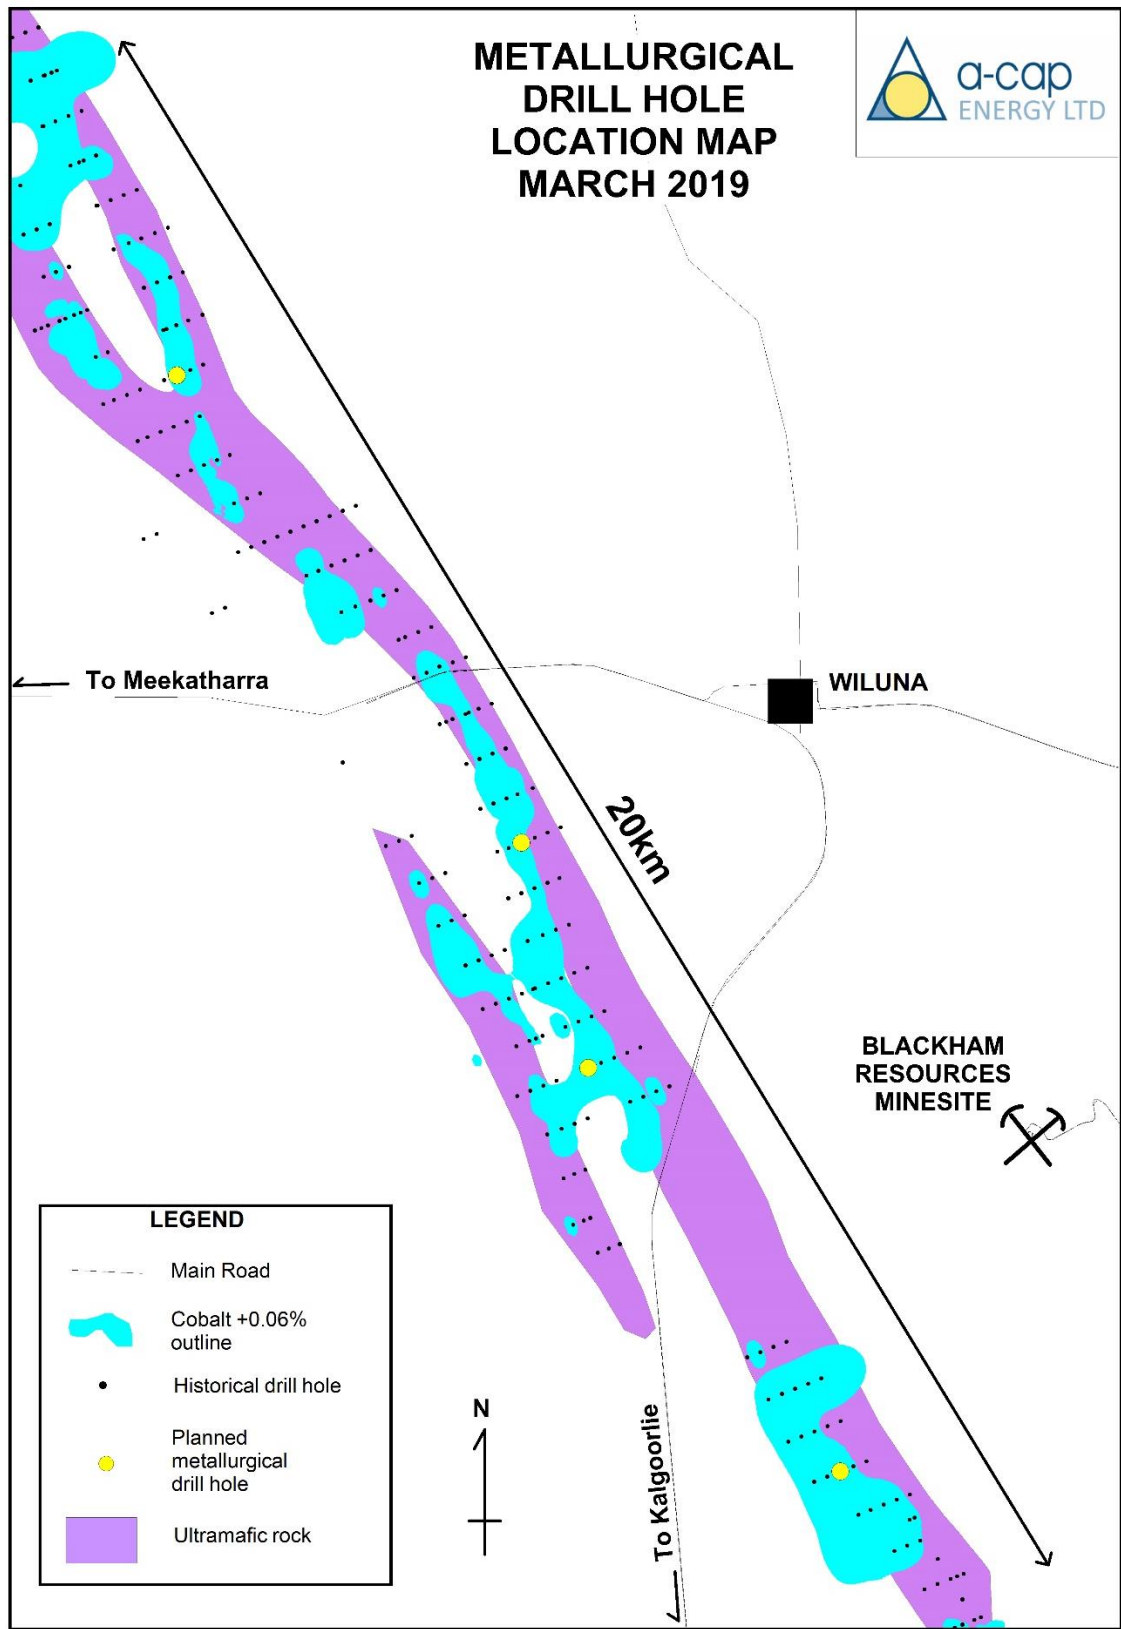 METALLURGICAL
DRILL HOLE
LOCATION MAP
MARCH 2019
a-cap
ENERGY LTD
To Meekatharra
WILUNA
20km
BLACKHAM
RESOURCES
MINESITE
LEGEND
Main Road
Cobalt +0.06%
outline
Historical drill hole
Planned
metallurgical
drill hole
Ultramafic rock
N
To Kalgoorlie